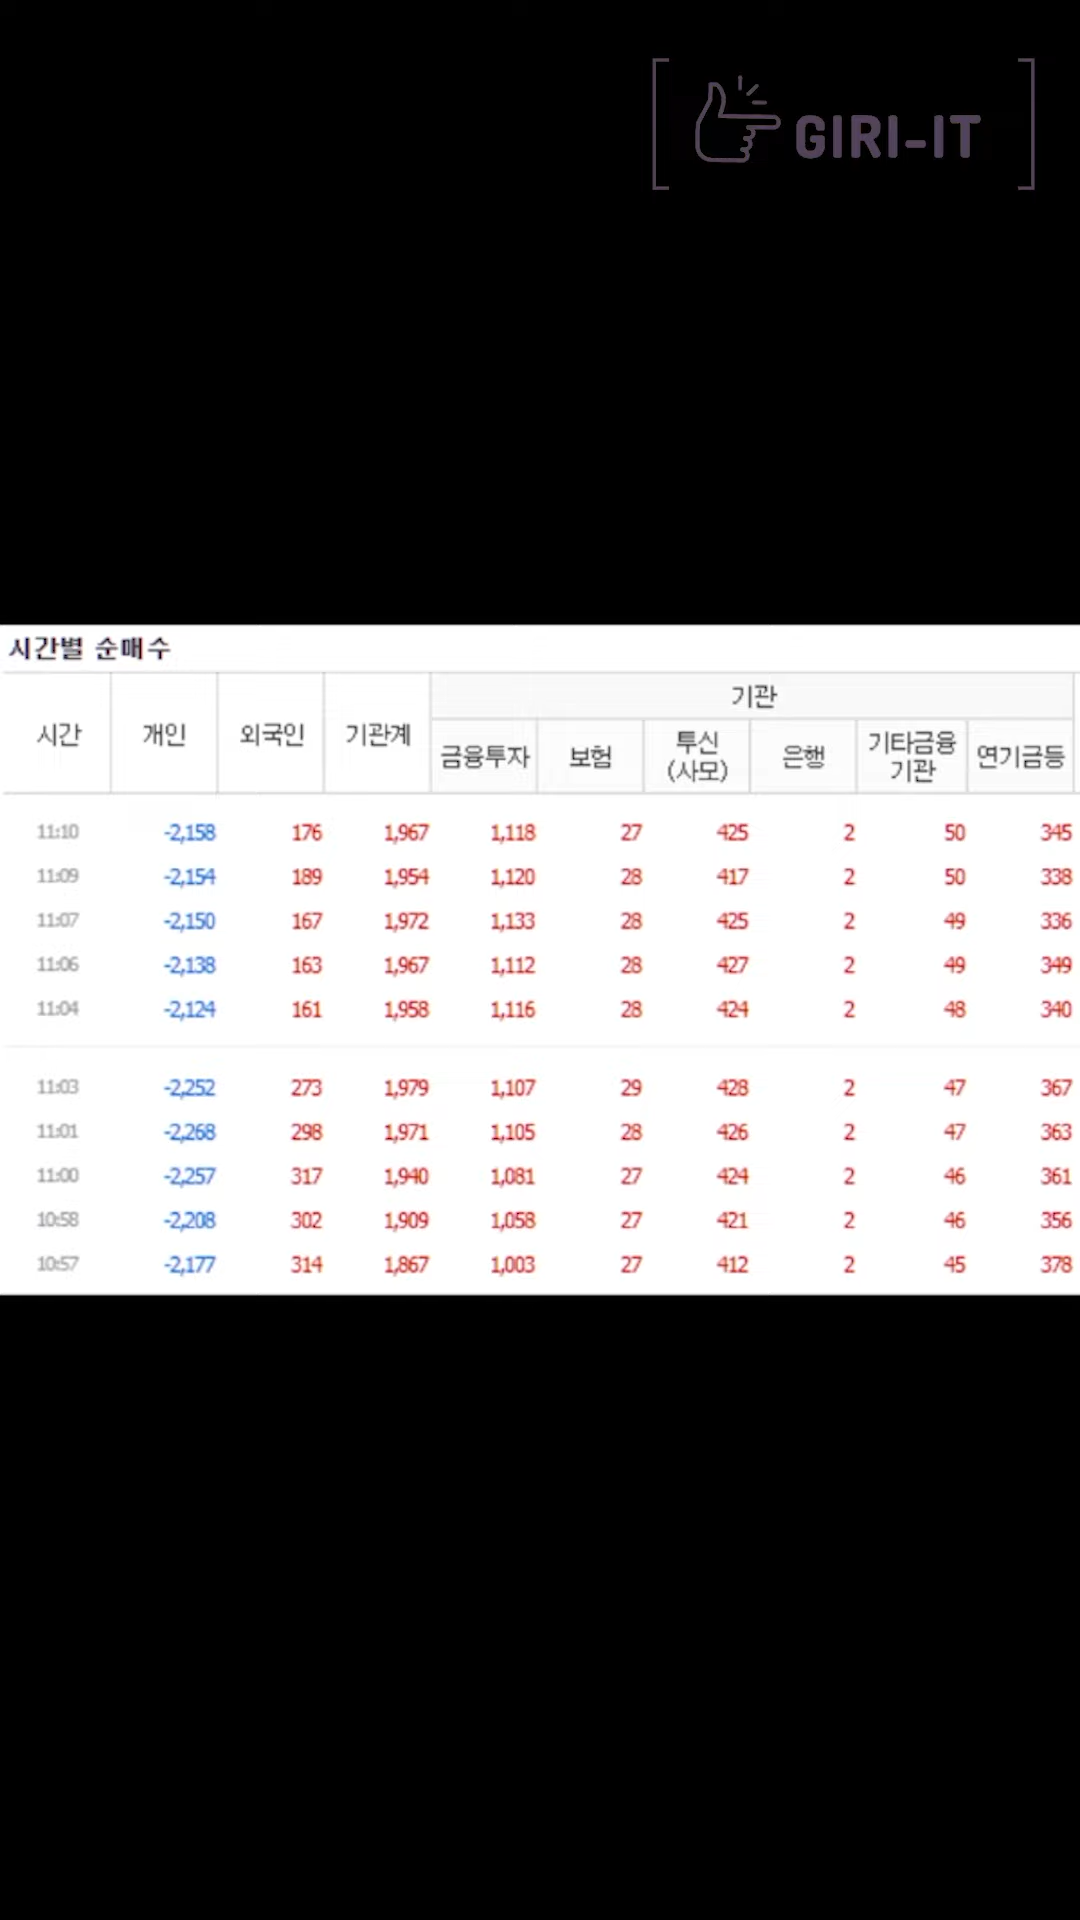 GIRI-IT
시간별 순매수
시간 개인 외국인 기관계 기관
금융투자 보험 투신(사모) 은행 기타금융기관 연기금등
11:10 -2,158 176 1,967 1,118 27 425 2 50 345
11:09 -2,154 189 1,954 1,120 28 417 2 50 338
11:07 -2,150 167 1,972 1,133 28 425 2 49 336
11:06 -2,138 163 1,967 1,112 28 427 2 49 349
11:04 -2,124 161 1,958 1,116 28 424 2 48 340
11:03 -2,252 273 1,979 1,107 29 428 2 47 367
11:01 -2,268 298 1,971 1,105 28 426 2 47 363
11:00 -2,257 317 1,940 1,081 27 424 2 46 361
10:58 -2,208 302 1,909 1,058 27 421 2 46 356
10:57 -2,177 314 1,867 1,003 27 412 2 45 378